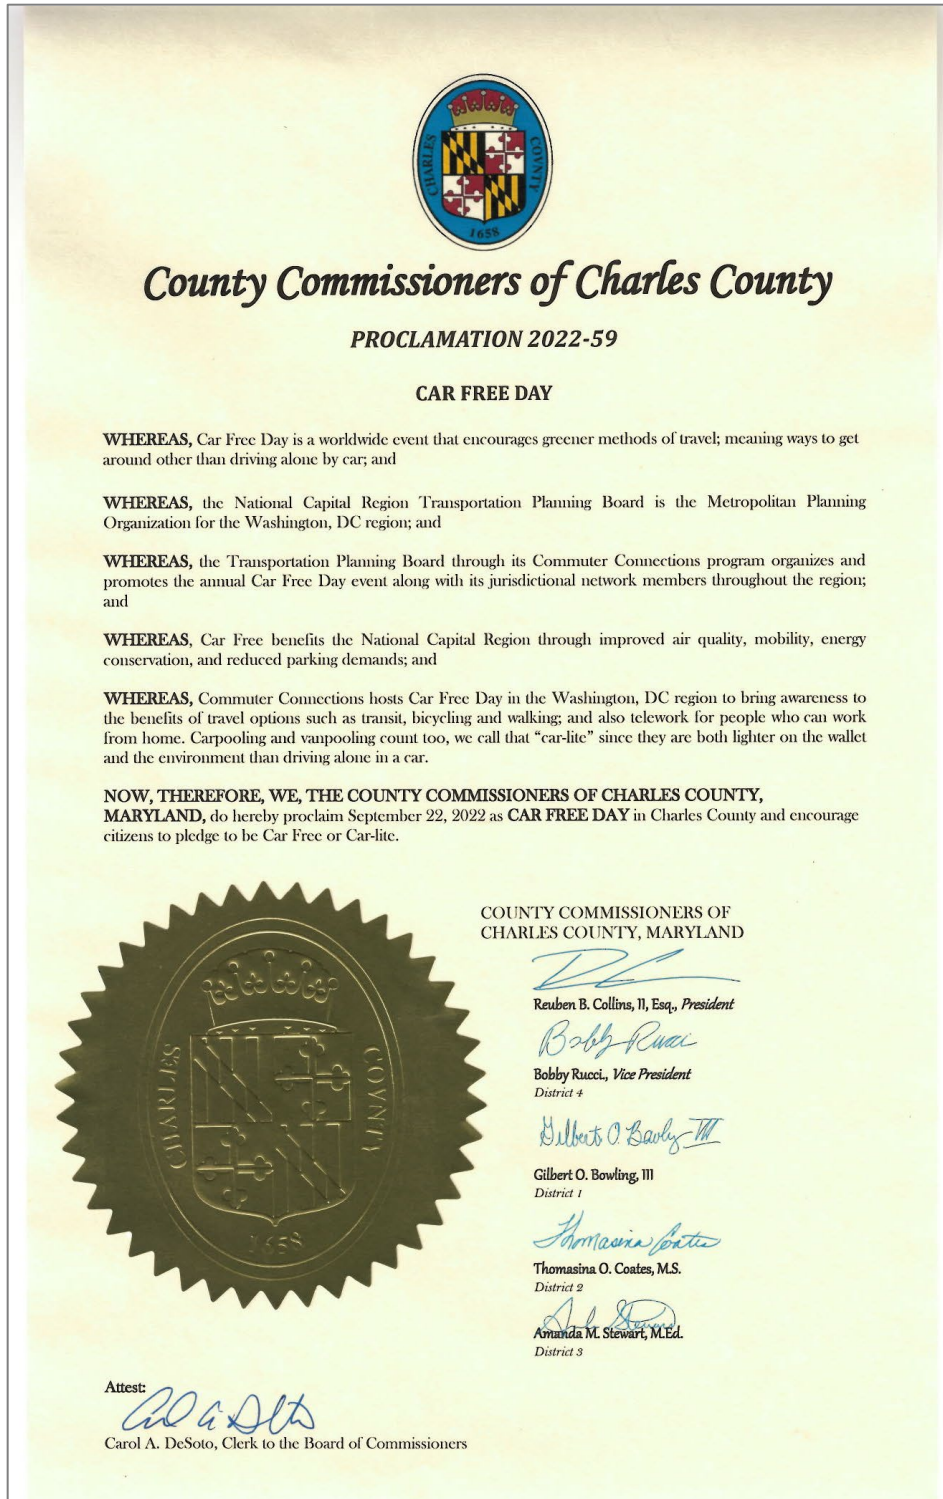 CHARLES COUNTY
1658
County Commissioners of Charles County
PROCLAMATION 2022-59
CAR FREE DAY
WHEREAS, Car Free Day is a worldwide event that encourages greener methods of travel; meaning ways to get
around other than driving alone by car; and
WHEREAS, the National Capital Region Transportation Planning Board is the Metropolitan Planning
Organization for the Washington, DC region; and
WHEREAS, the Transportation Planning Board through its Commuter Connections program organizes and
promotes the annual Car Free Day event along with its jurisdictional network members throughout the region;
and
WHEREAS, Car Free benefits the National Capital Region through improved air quality, mobility, energy
conservation, and reduced parking demands; and
WHEREAS, Commuter Connections hosts Car Free Day in the Washington, DC region to bring awareness to
the benefits of travel options such as transit, bicycling and walking; and also telework for people who can work
from home. Carpooling and vanpooling count too, we call that “car-lite” since they are both lighter on the wallet
and the environment than driving alone in a car.
NOW, THEREFORE, WE, THE COUNTY COMMISSIONERS OF CHARLES COUNTY,
MARYLAND, do hereby proclaim September 22, 2022 as CAR FREE DAY in Charles County and encourage
citizens to pledge to be Car Free or Car-lite.
CHARLES COVNTY
1658
COUNTY COMMISSIONERS OF
CHARLES COUNTY, MARYLAND
Reuben B. Collins, II, Esq., President
Bobby Rucci
Bobby Rucci., Vice President
District 4
Gilbert O. Bowling III
Gilbert O. Bowling, III
District 1
Thomasina Coates
Thomasina O. Coates, M.S.
District 2
Amanda M. Stewart, M.Ed.
District 3
Attest:
Carol A. DeSoto, Clerk to the Board of Commissioners